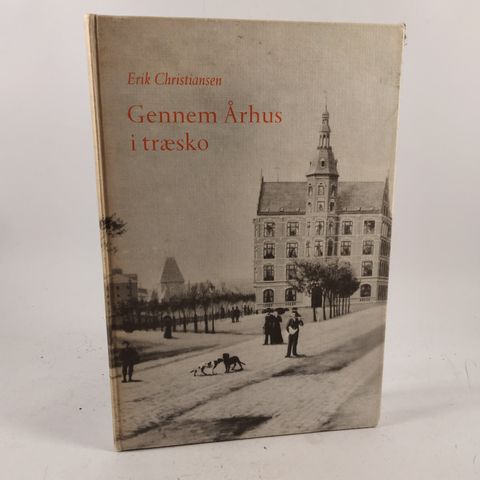 Erik Christiansen
Gennem Århus
i træsko